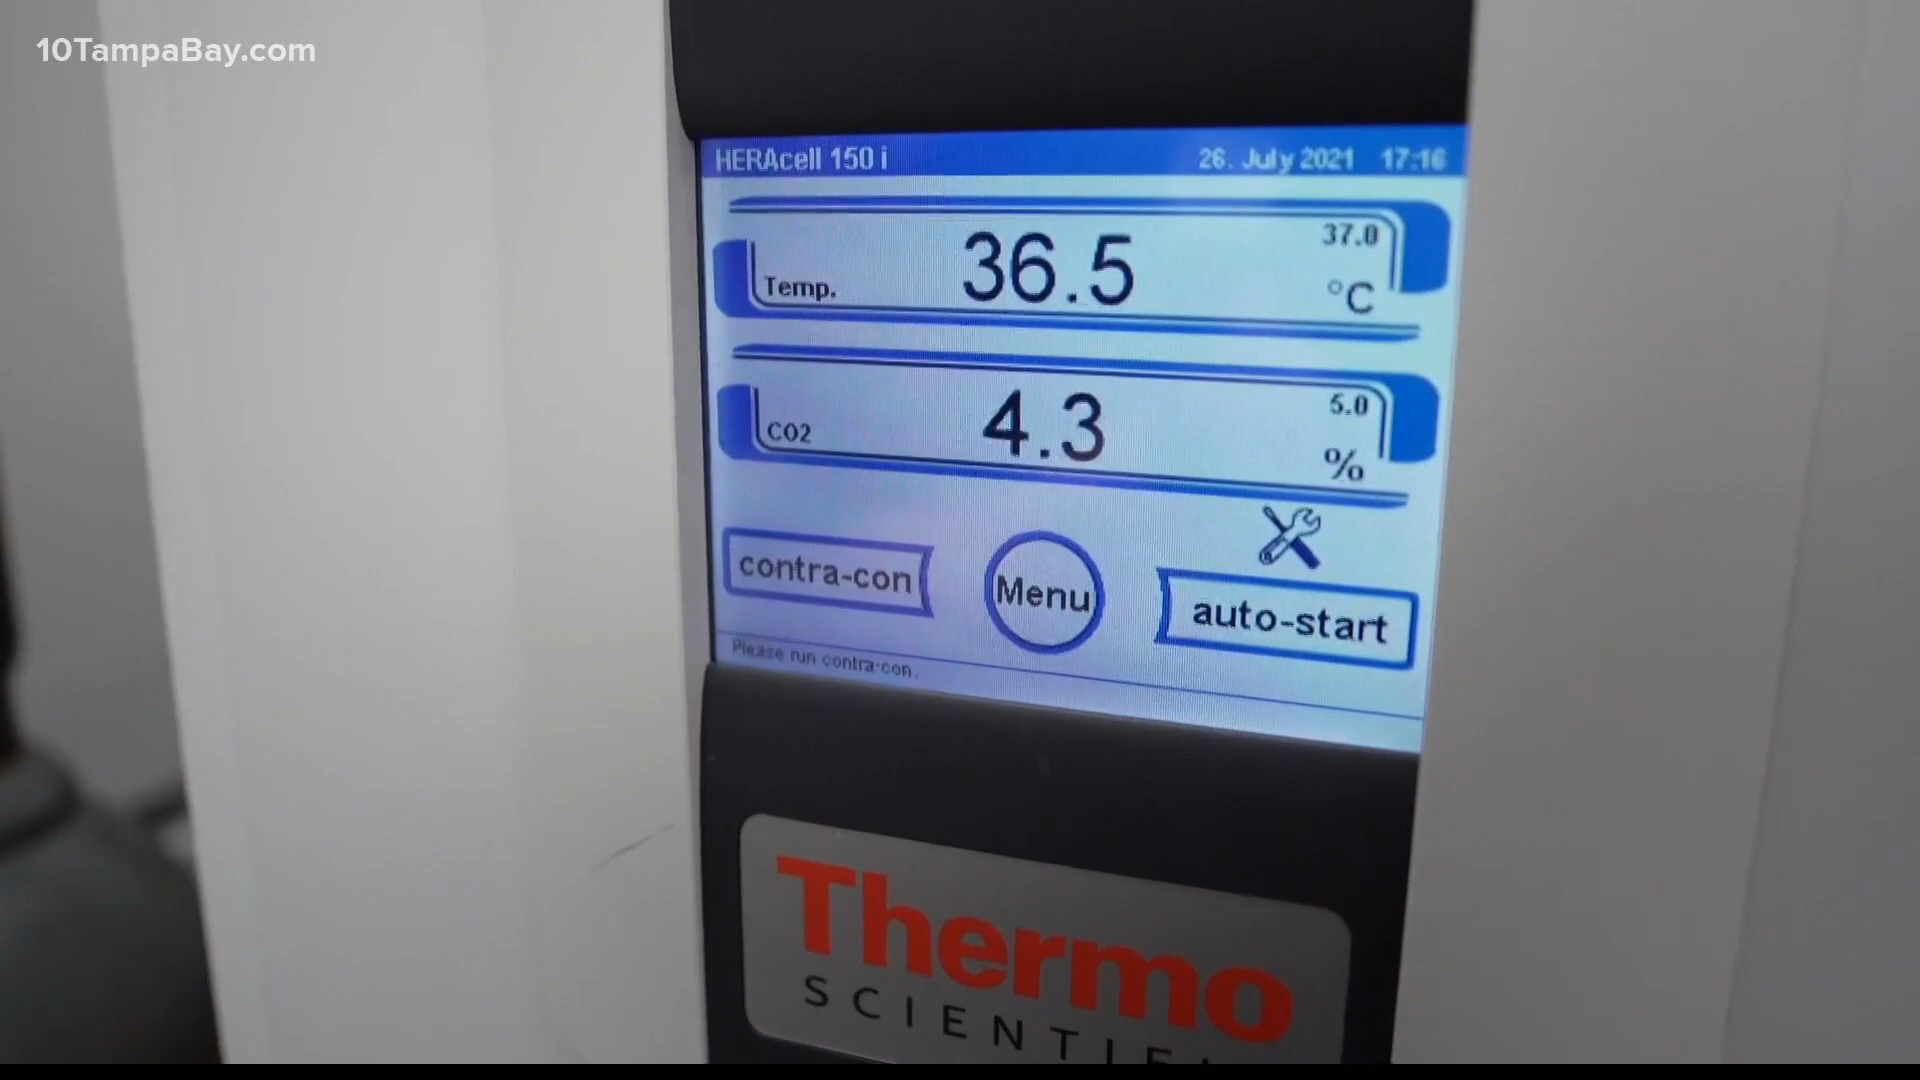 10TampaBay.com
HERAcell 150 i 26. July 2021 17:16
37.0
Temp. 36.5 °C
5.0
CO2 4.3 %
contra-con Menu auto-start
Please run contra-con.
Thermo
SCIENTIF